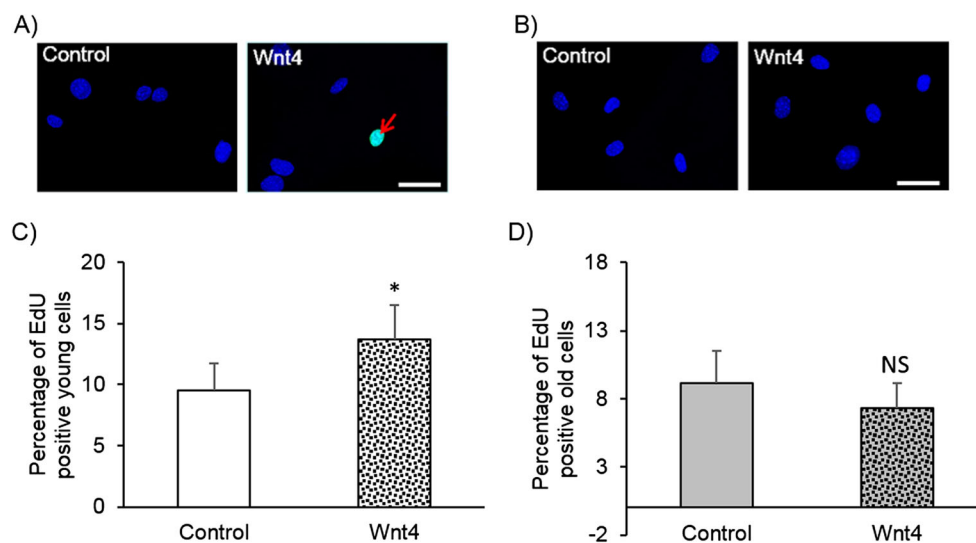 A)
Control
Wnt4
B)
Control
Wnt4
C)
Percentage of EdU
positive young cells
20
15
10
5
0
*
Control
Wnt4
D)
Percentage of EdU
positive old cells
18
13
8
3
-2
NS
Control
Wnt4